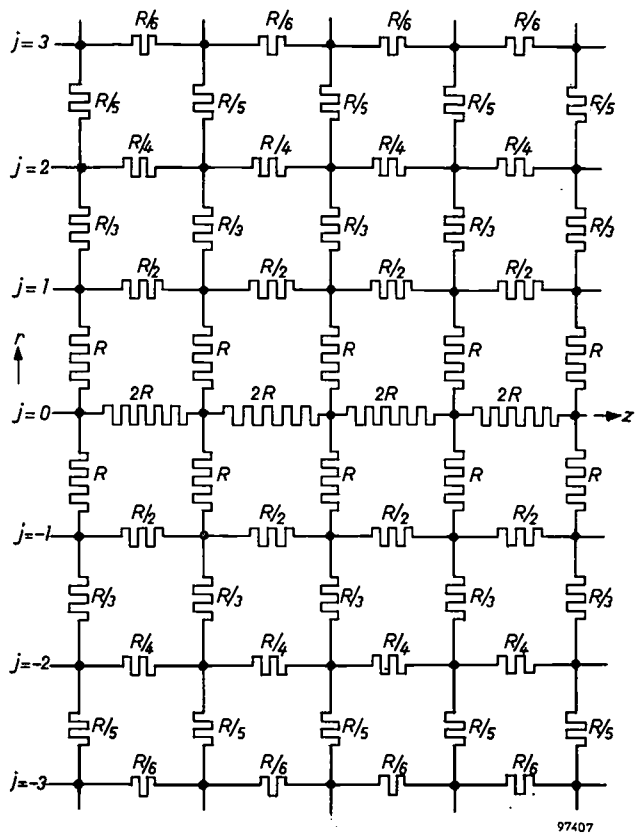 R/6 R/6 R/6 R/6
j=3
R/5 R/5 R/5 R/5 R/5
R/4 R/4 R/4 R/4
j=2
R/3 R/3 R/3 R/3 R/3
R/2 R/2 R/2 R/2
j=1
r
R R R R R
2R 2R 2R 2R
j=0 z
R R R R R
R/2 R/2 R/2 R/2
j=-1
R/3 R/3 R/3 R/3 R/3
R/4 R/4 R/4 R/4
j=-2
R/5 R/5 R/5 R/5 R/5
R/6 R/6 R/6 R/6
j=-3
97407